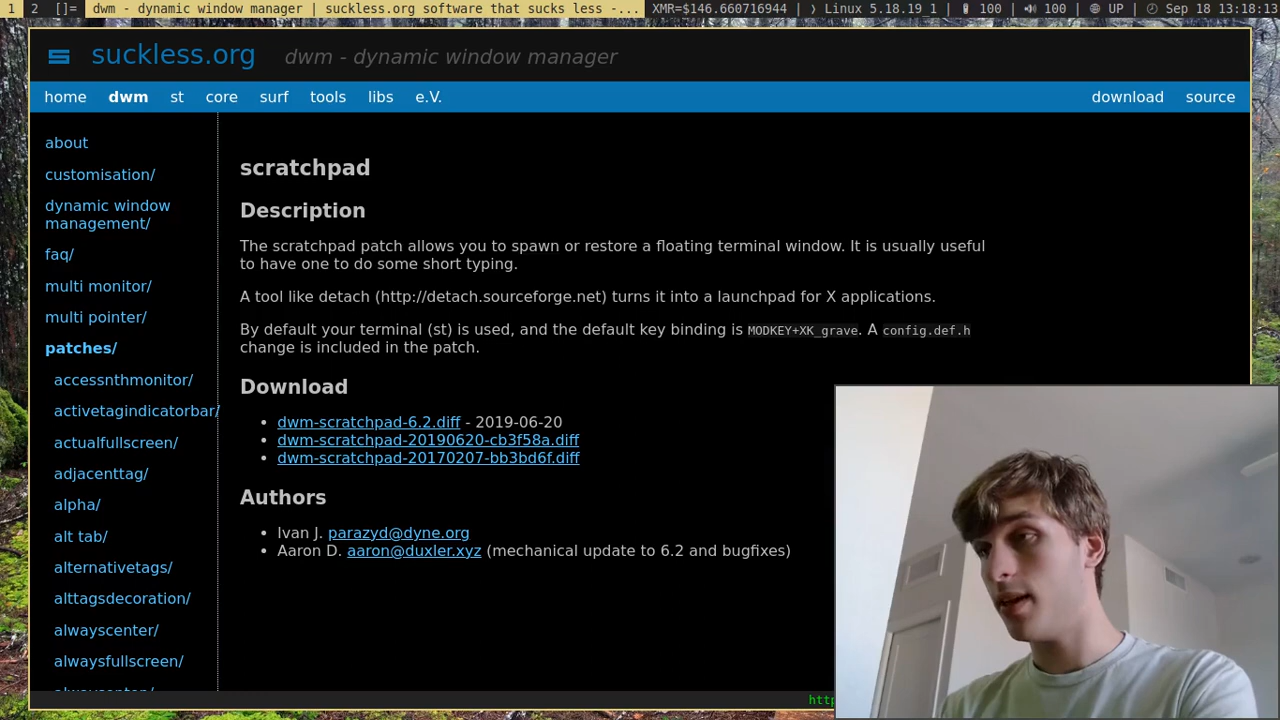 1 2 []= dwm - dynamic window manager | suckless.org software that sucks less -... XMR=$146.660716944 | Linux 5.18.19 1 | 100 | 100 | UP | Sep 18 13:18:13
suckless.org dwm - dynamic window manager
home dwm st core surf tools libs e.V. download source
about
customisation/
dynamic window
management/
faq/
multi monitor/
multi pointer/
patches/
accessnthmonitor/
activetagindicatorbar/
actualfullscreen/
adjacenttag/
alpha/
alt tab/
alternativetags/
alttagsdecoration/
alwayscenter/
alwaysfullscreen/
scratchpad
Description
The scratchpad patch allows you to spawn or restore a floating terminal window. It is usually useful
to have one to do some short typing.
A tool like detach (http://detach.sourceforge.net) turns it into a launchpad for X applications.
By default your terminal (st) is used, and the default key binding is MODKEY+XK_grave. A config.def.h
change is included in the patch.
Download
• dwm-scratchpad-6.2.diff - 2019-06-20
• dwm-scratchpad-20190620-cb3f58a.diff
• dwm-scratchpad-20170207-bb3bd6f.diff
Authors
• Ivan J. parazyd@dyne.org
• Aaron D. aaron@duxler.xyz (mechanical update to 6.2 and bugfixes)
http